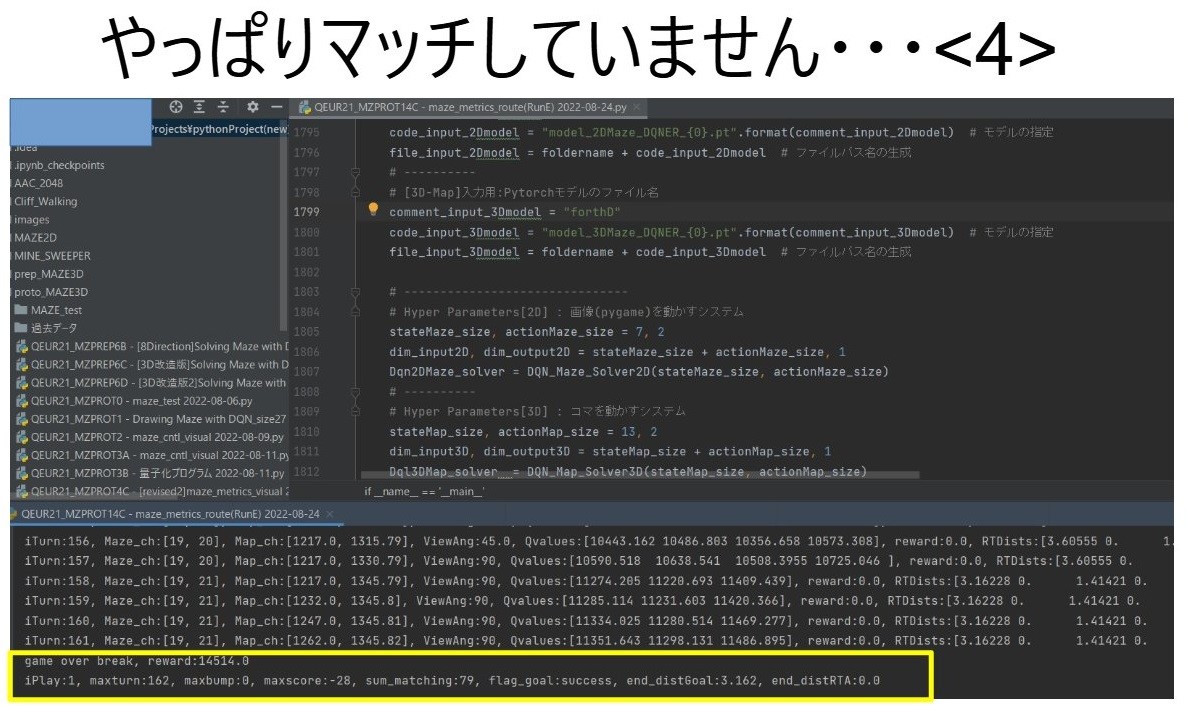 やっぱりマッチしていません・・・<4>
Projects¥pythonProject(new
.idea
.ipynb_checkpoints
AAC_2048
Cliff_Walking
images
MAZE2D
MINE_SWEEPER
prep_MAZE3D
proto_MAZE3D
MAZE_test
過去データ
QEUR21_MZPREP6B - [8Direction]Solving Maze with D
QEUR21_MZPREP6C - [3D改造版]Solving Maze with D
QEUR21_MZPREP6D - [3D改造版2]Solving Maze with
QEUR21_MZPROT0 - maze_test 2022-08-06.py
QEUR21_MZPROT1 - Drawing Maze with DQN_size27
QEUR21_MZPROT2 - maze_cntl_visual 2022-08-09.py
QEUR21_MZPROT3A - maze_cntl_visual 2022-08-11.py
QEUR21_MZPROT3B - 量子化プログラム 2022-08-11.py
QEUR21_MZPROT4C - [revised2]maze_metrics_visual 2
QEUR21_MZPROT14C - maze_metrics_route(RunE) 2022-08-24.py
1795 code_input_2Dmodel = "model_2DMaze_DQNER_{0}.pt".format(comment_input_2Dmodel) # モデルの指定
1796 file_input_2Dmodel = foldername + code_input_2Dmodel # ファイルパス名の生成
1797 # ----------
1798 # [3D-Map]入力用:Pytorchモデルのファイル名
1799 comment_input_3Dmodel = "forthD"
1800 code_input_3Dmodel = "model_3DMaze_DQNER_{0}.pt".format(comment_input_3Dmodel) # モデルの指定
1801 file_input_3Dmodel = foldername + code_input_3Dmodel # ファイルパス名の生成
1802
1803 # -------------------------------
1804 # Hyper Parameters[2D] : 画像(pygame)を動かすシステム
1805 stateMaze_size, actionMaze_size = 7, 2
1806 dim_input2D, dim_output2D = stateMaze_size + actionMaze_size, 1
1807 Dqn2DMaze_solver = DQN_Maze_Solver2D(stateMaze_size, actionMaze_size)
1808 # ----------
1809 # Hyper Parameters[3D] : コマを動かすシステム
1810 stateMap_size, actionMap_size = 13, 2
1811 dim_input3D, dim_output3D = stateMap_size + actionMap_size, 1
1812 Dql3DMap_solver = DQN_Map_Solver3D(stateMap_size, actionMap_size)
if __name__ == '__main__'
QEUR21_MZPROT14C - maze_metrics_route(RunE) 2022-08-24
iTurn:156, Maze_ch:[19, 20], Map_ch:[1217.0, 1315.79], ViewAng:45.0, Qvalues:[10443.162 10486.803 10356.658 10573.308], reward:0.0, RTDists:[3.60555 0. 1.
iTurn:157, Maze_ch:[19, 20], Map_ch:[1217.0, 1330.79], ViewAng:90, Qvalues:[10590.518 10638.541 10508.3955 10725.046 ], reward:0.0, RTDists:[3.60555 0.
iTurn:158, Maze_ch:[19, 21], Map_ch:[1217.0, 1345.79], ViewAng:90, Qvalues:[11274.205 11220.693 11409.439], reward:0.0, RTDists:[3.16228 0. 1.41421 0.
iTurn:159, Maze_ch:[19, 21], Map_ch:[1232.0, 1345.8], ViewAng:90, Qvalues:[11285.114 11231.603 11420.366], reward:0.0, RTDists:[3.16228 0. 1.41421 0.
iTurn:160, Maze_ch:[19, 21], Map_ch:[1247.0, 1345.81], ViewAng:90, Qvalues:[11334.025 11280.514 11469.277], reward:0.0, RTDists:[3.16228 0. 1.41421 0.
iTurn:161, Maze_ch:[19, 21], Map_ch:[1262.0, 1345.82], ViewAng:90, Qvalues:[11351.643 11298.131 11486.895], reward:0.0, RTDists:[3.16228 0. 1.41421 0.
game over break, reward:14514.0
iPlay:1, maxturn:162, maxbump:0, maxscore:-28, sum_matching:79, flag_goal:success, end_distGoal:3.162, end_distRTA:0.0